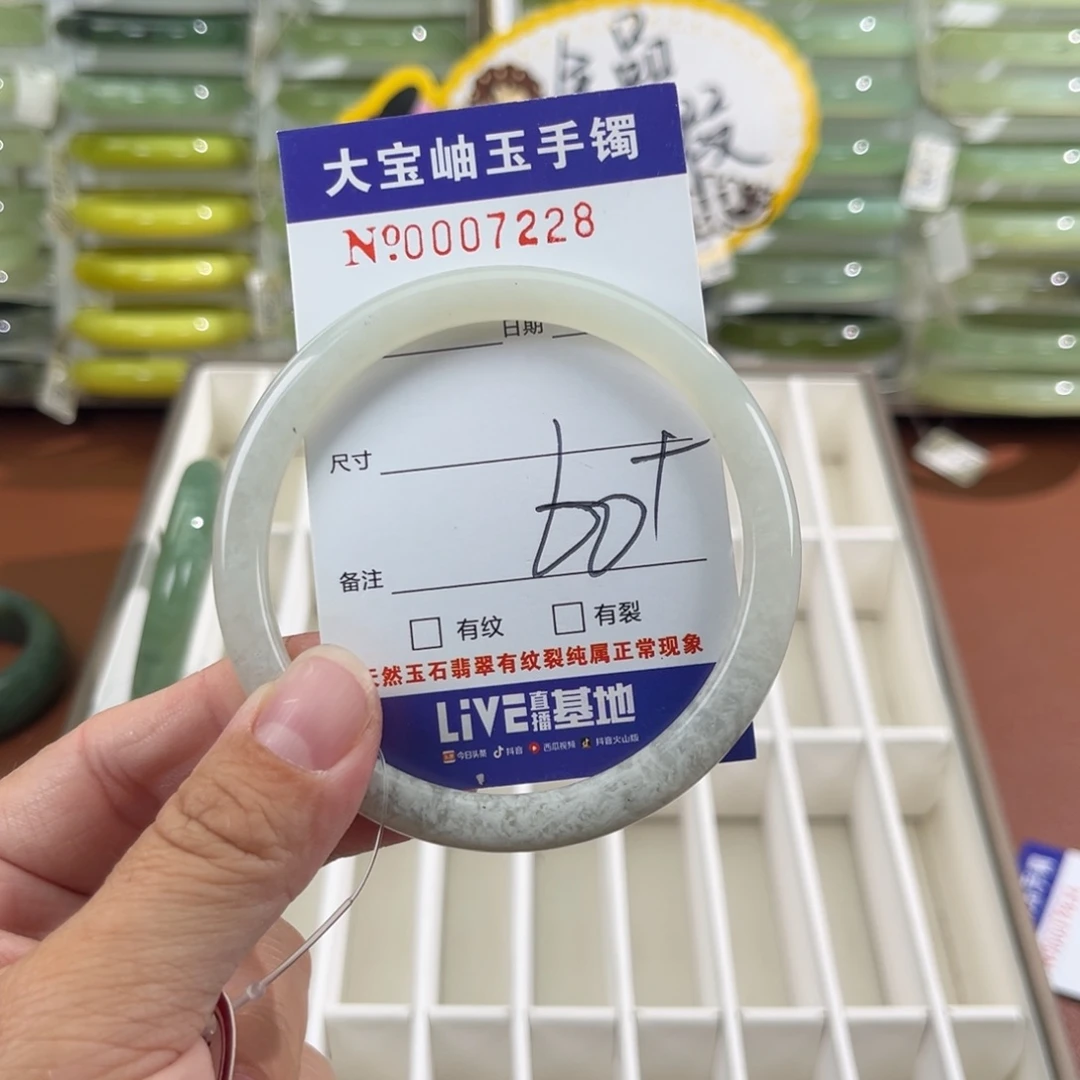 大宝岫玉手镯
Nº0007228
日期
尺寸
备注
有纹 有裂
天然玉石翡翠有纹裂纯属正常现象
LiVE直播基地
今日头条 抖音 西瓜视频 抖音火山版